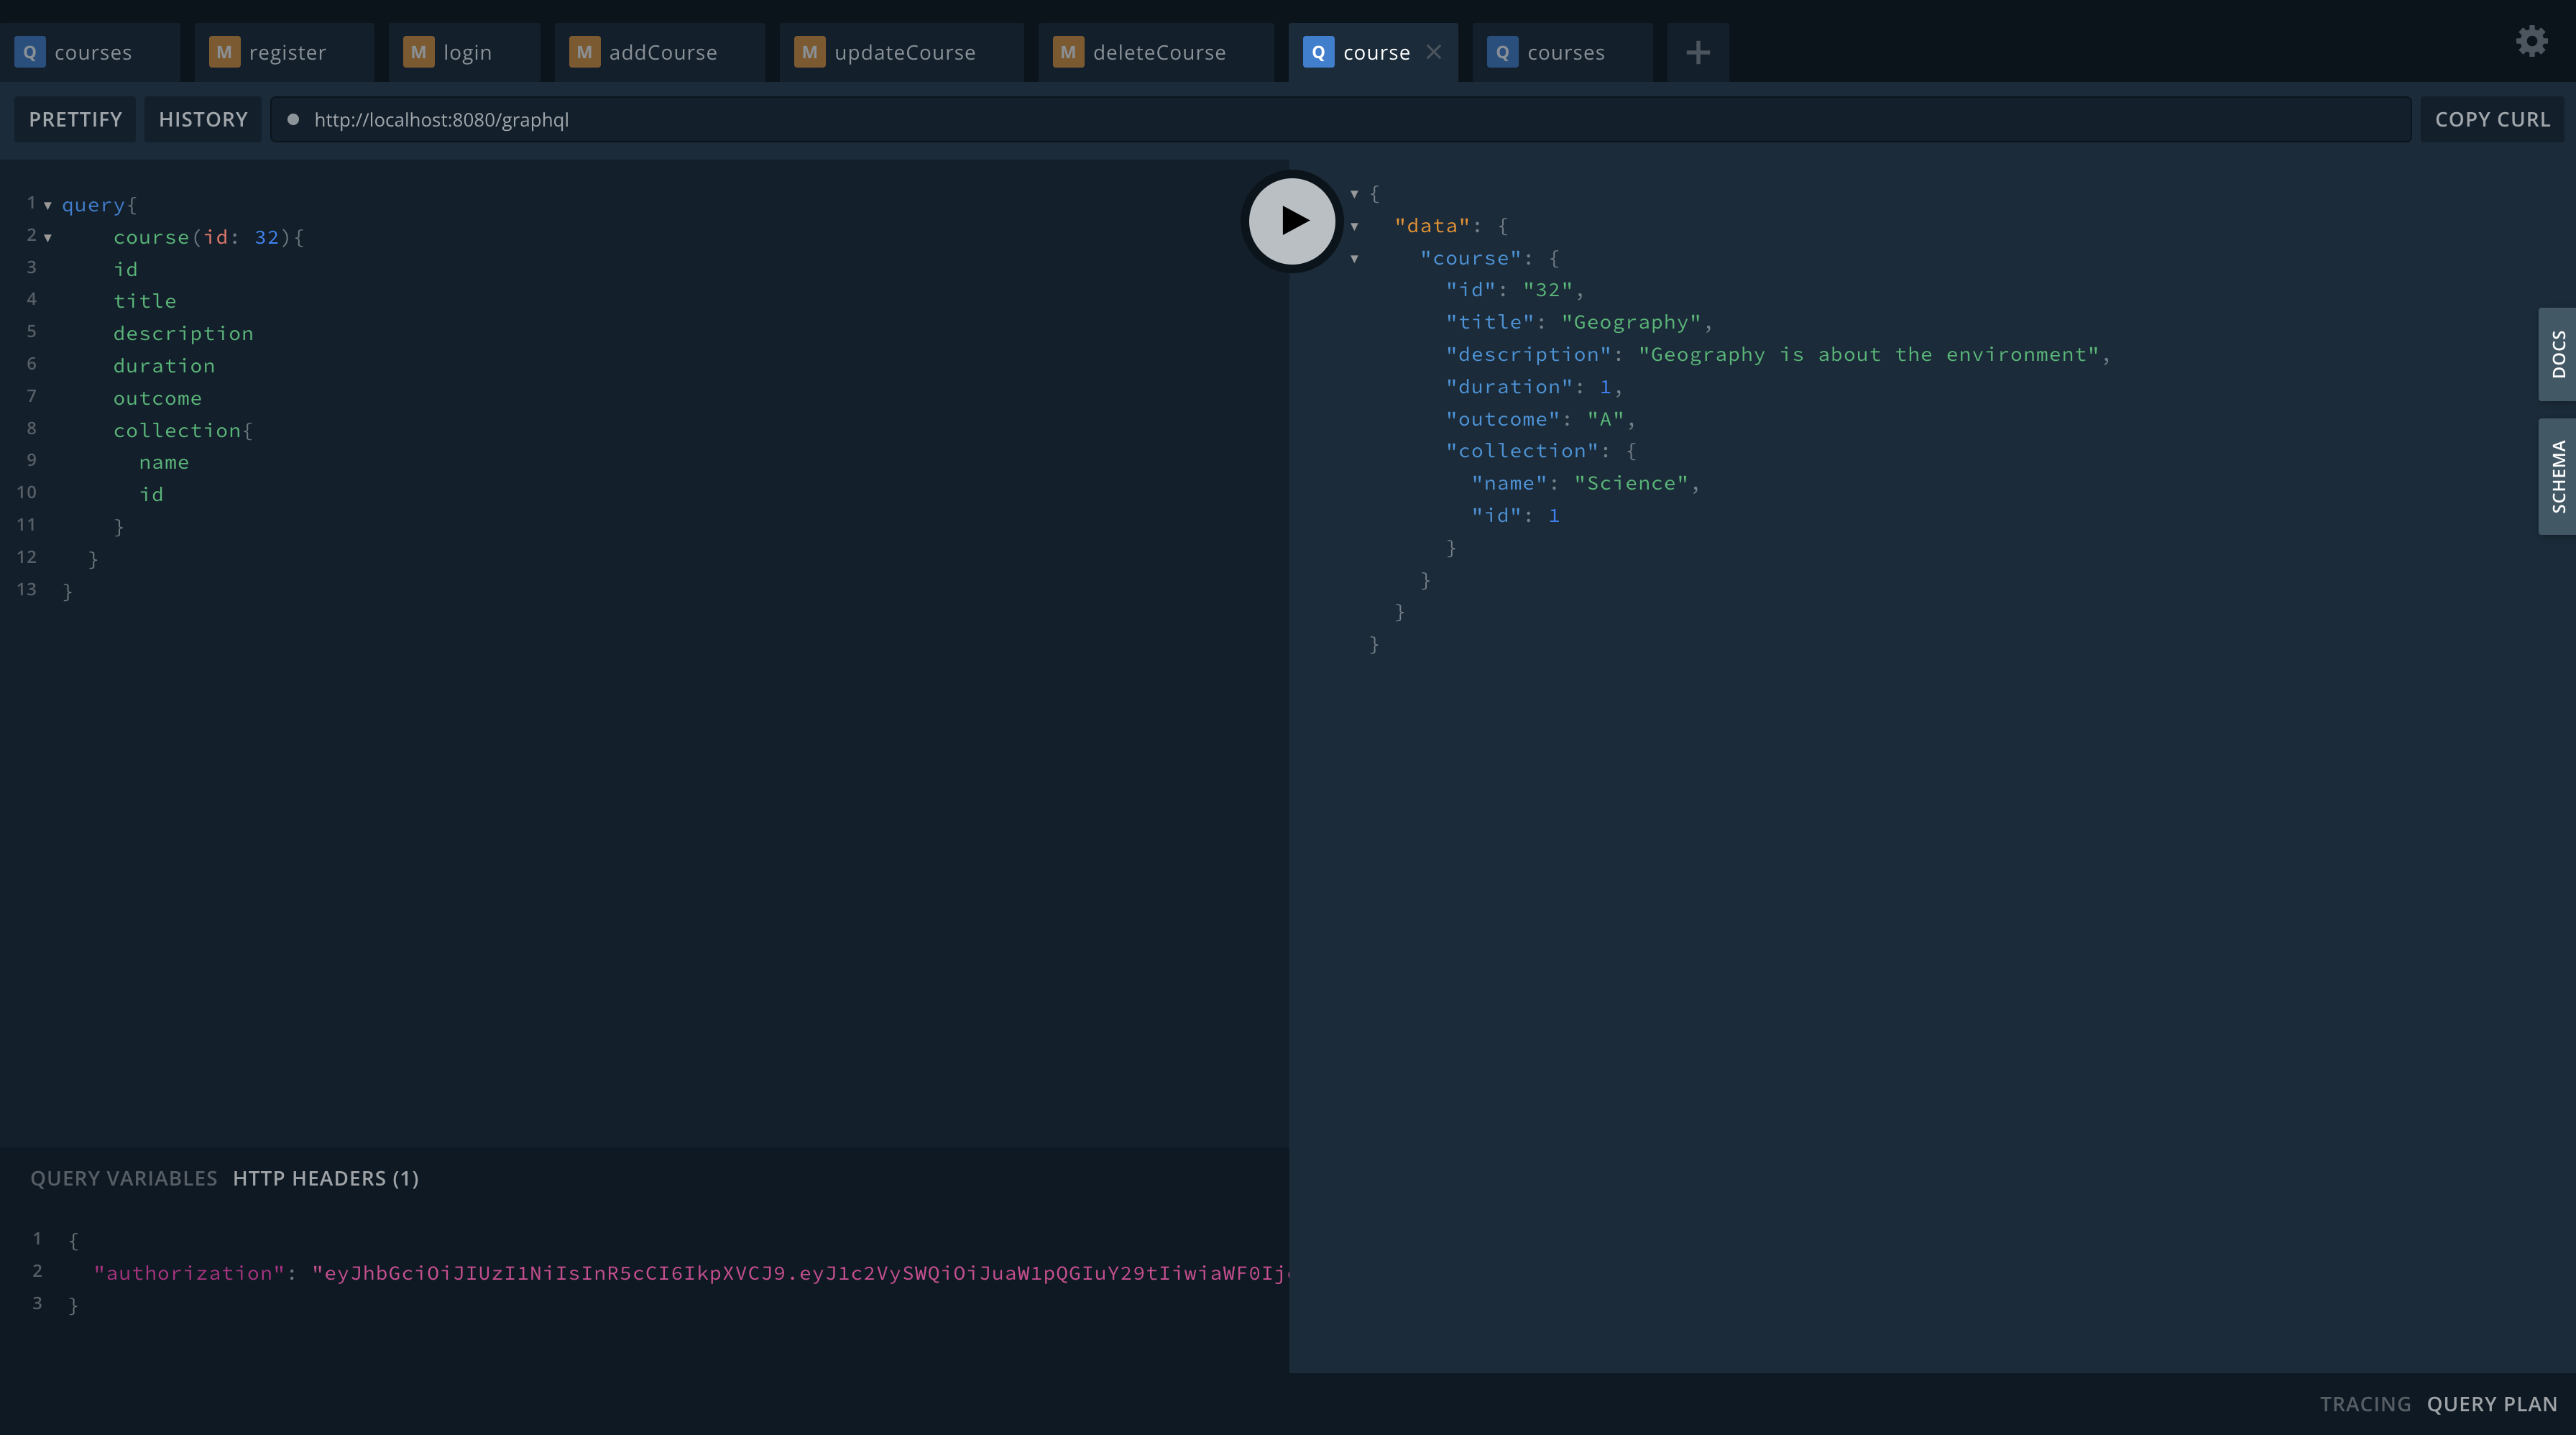 Q courses M register M login M addCourse M updateCourse M deleteCourse Q course Q courses
PRETTIFY HISTORY http://localhost:8080/graphql COPY CURL
1 query{
2 course(id: 32){
3 id
4 title
5 description
6 duration
7 outcome
8 collection{
9 name
10 id
11 }
12 }
13 }
{
"data": {
"course": {
"id": "32",
"title": "Geography",
"description": "Geography is about the environment",
"duration": 1,
"outcome": "A",
"collection": {
"name": "Science",
"id": 1
}
}
}
}
DOCS
SCHEMA
QUERY VARIABLES HTTP HEADERS (1)
1 {
2 "authorization": "eyJhbGciOiJIUzI1NiIsInR5cCI6IkpXVCJ9.eyJ1c2VySWQiOiJuaW1pQGIuY29tIiwiaWF0Ij
3 }
TRACING QUERY PLAN